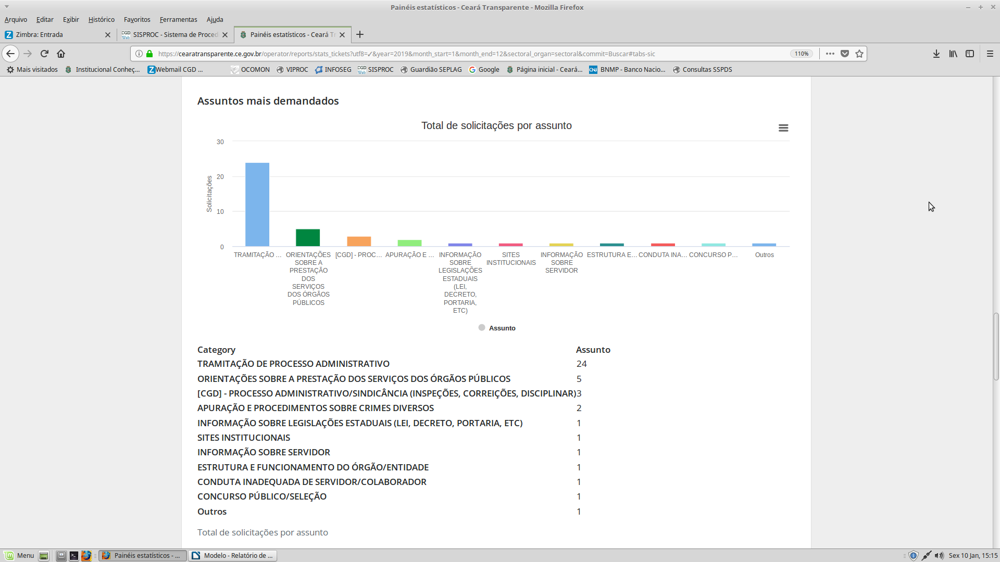 Painéis estatísticos - Ceará Transparente - Mozilla Firefox
Arquivo Editar Exibir Histórico Favoritos Ferramentas Ajuda
Zimbra: Entrada
SISPROC - Sistema de Proced
Painéis estatísticos - Ceará Tr
https://cearatransparente.ce.gov.br/operator/reports/stats_tickets?utf8=✓&year=2019&month_start=1&month_end=12&sectoral_organ=sectoral&commit=Buscar#tabs-sic
110%
Mais visitados
Institucional Conheç...
Webmail CGD ...
OCOMON
VIPROC
INFOSEG
SISPROC
Guardião SEPLAG
Google
Página inicial - Ceará...
BNMP - Banco Nacio...
Consultas SSPDS
Assuntos mais demandados
Total de solicitações por assunto
Solicitações
30
20
10
0
TRAMITAÇÃO ...
ORIENTAÇÕES
SOBRE A
PRESTAÇÃO
DOS
SERVIÇOS
DOS ÓRGÃOS
PÚBLICOS
[CGD] - PROC...
APURAÇÃO E ...
INFORMAÇÃO
SOBRE
LEGISLAÇÕES
ESTADUAIS
(LEI,
DECRETO,
PORTARIA,
ETC)
SITES
INSTITUCIONAIS
INFORMAÇÃO
SOBRE
SERVIDOR
ESTRUTURA E...
CONDUTA INA...
CONCURSO P...
Outros
Assunto
Category Assunto
TRAMITAÇÃO DE PROCESSO ADMINISTRATIVO 24
ORIENTAÇÕES SOBRE A PRESTAÇÃO DOS SERVIÇOS DOS ÓRGÃOS PÚBLICOS 5
[CGD] - PROCESSO ADMINISTRATIVO/SINDICÂNCIA (INSPEÇÕES, CORREIÇÕES, DISCIPLINAR)3
APURAÇÃO E PROCEDIMENTOS SOBRE CRIMES DIVERSOS 2
INFORMAÇÃO SOBRE LEGISLAÇÕES ESTADUAIS (LEI, DECRETO, PORTARIA, ETC) 1
SITES INSTITUCIONAIS 1
INFORMAÇÃO SOBRE SERVIDOR 1
ESTRUTURA E FUNCIONAMENTO DO ÓRGÃO/ENTIDADE 1
CONDUTA INADEQUADA DE SERVIDOR/COLABORADOR 1
CONCURSO PÚBLICO/SELEÇÃO 1
Outros 1
Total de solicitações por assunto
Menu
Painéis estatísticos - ...
Modelo - Relatório de ...
Sex 10 Jan, 15:15